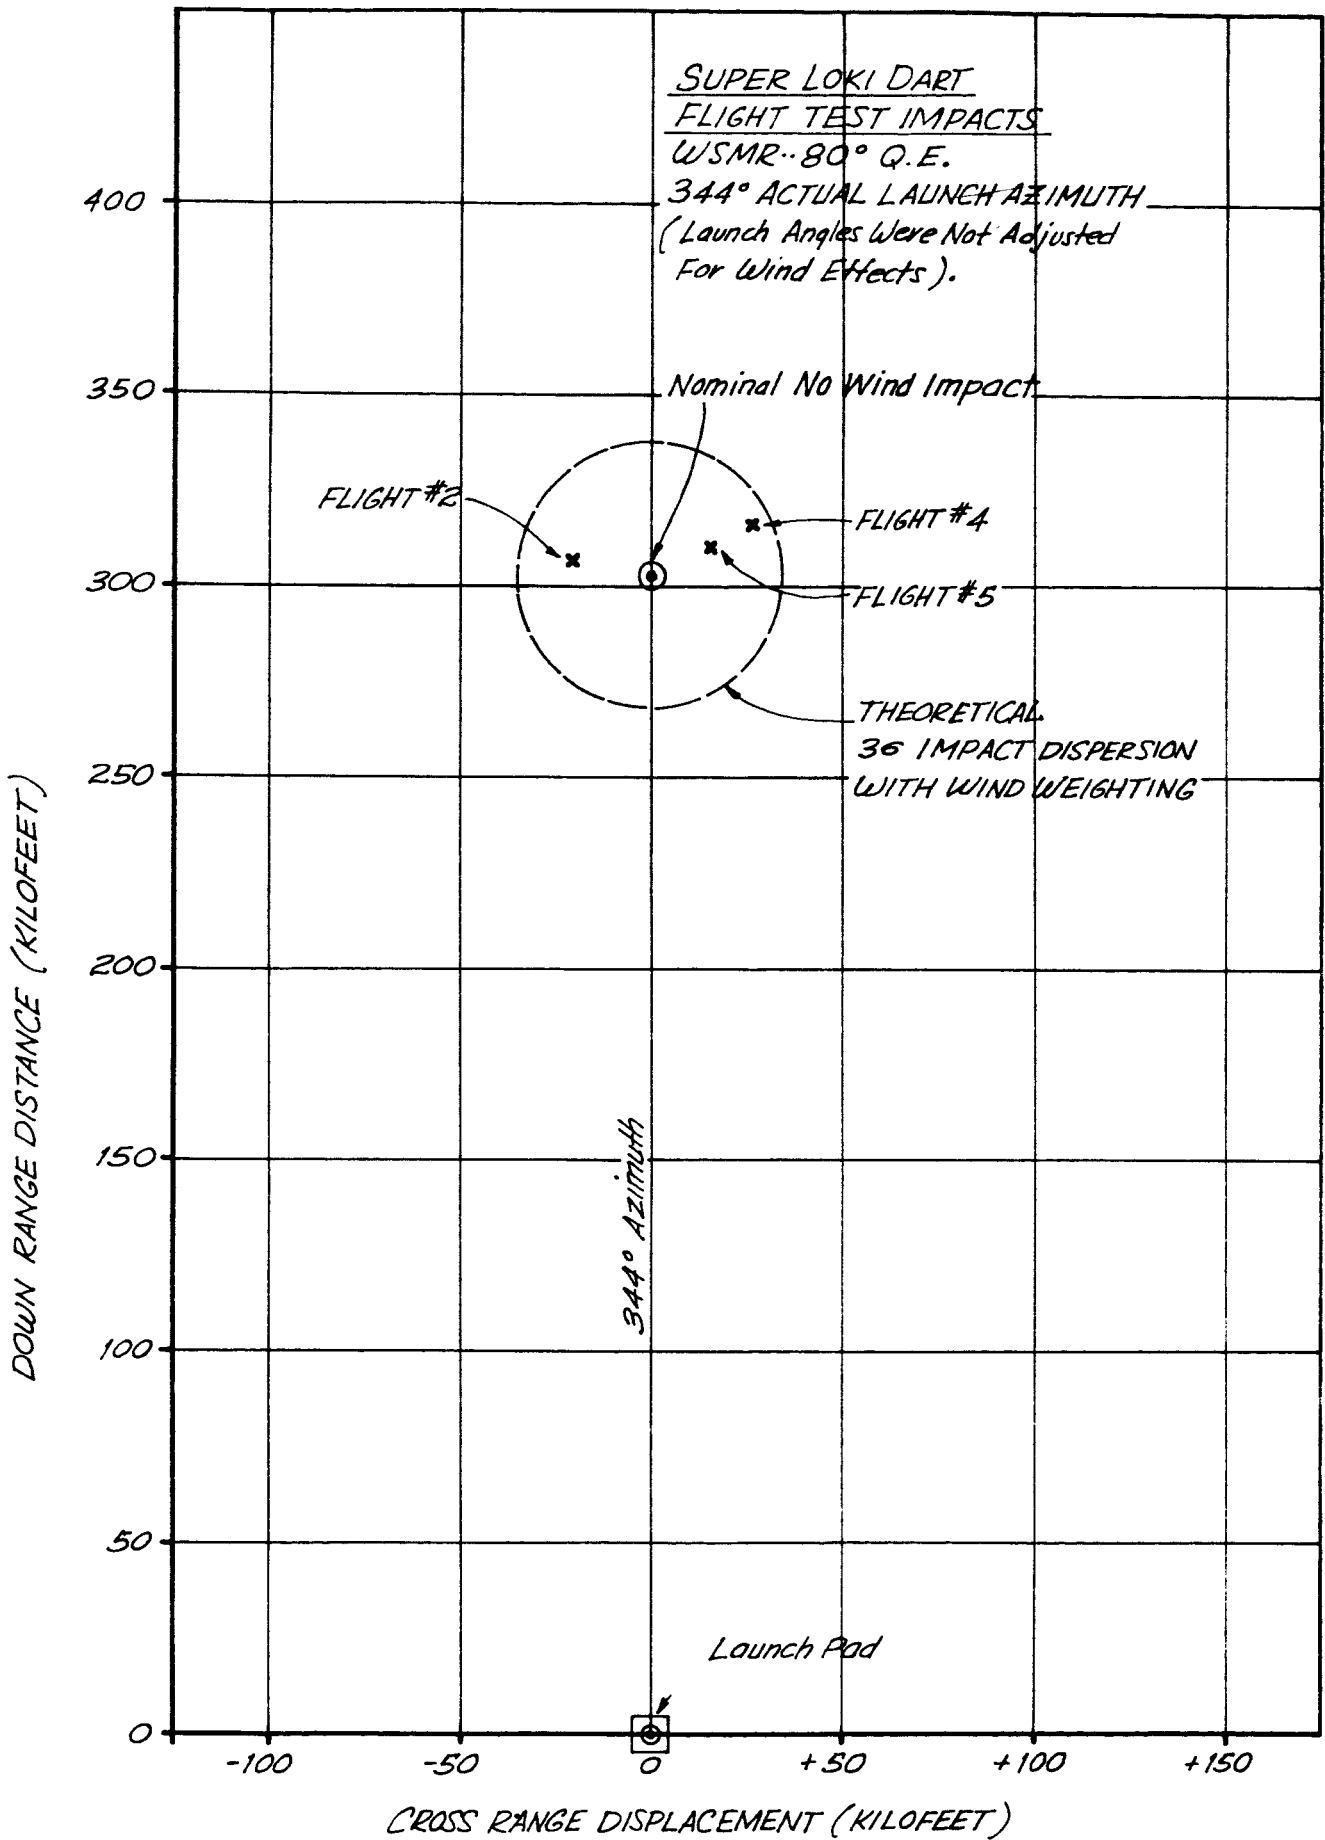 SUPER LOKI DART
FLIGHT TEST IMPACTS
WSMR..80° Q.E.
344° ACTUAL LAUNCH AZIMUTH
(Launch Angles Were Not Adjusted
For Wind Effects).
400
350
Nominal No Wind Impact
FLIGHT #2
FLIGHT #4
300
FLIGHT #5
THEORETICAL
3σ IMPACT DISPERSION
WITH WIND WEIGHTING
250
200
150
344° Azimuth
100
50
Launch Pad
0
-100
-50
0
+50
+100
+150
DOWN RANGE DISTANCE (KILOFEET)
CROSS RANGE DISPLACEMENT (KILOFEET)